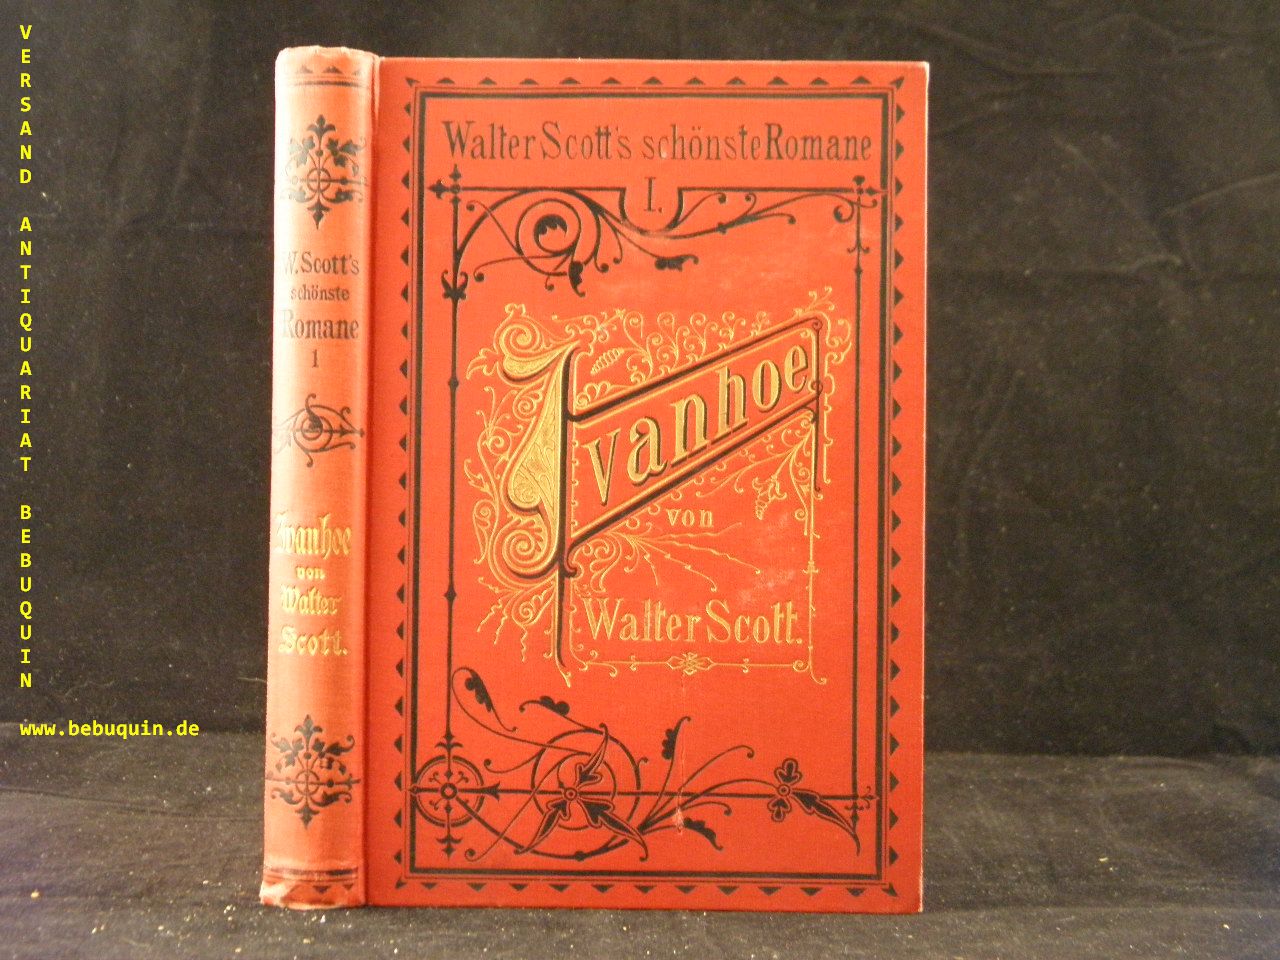 VERSAND ANTIQUARIAT BEBUQUIN
www.bebuquin.de
W. Scott's
schönste
Romane
1
Ivanhoe
von
Walter
Scott.
Walter Scott's schönste Romane
I.
Ivanhoe
von
Walter Scott.